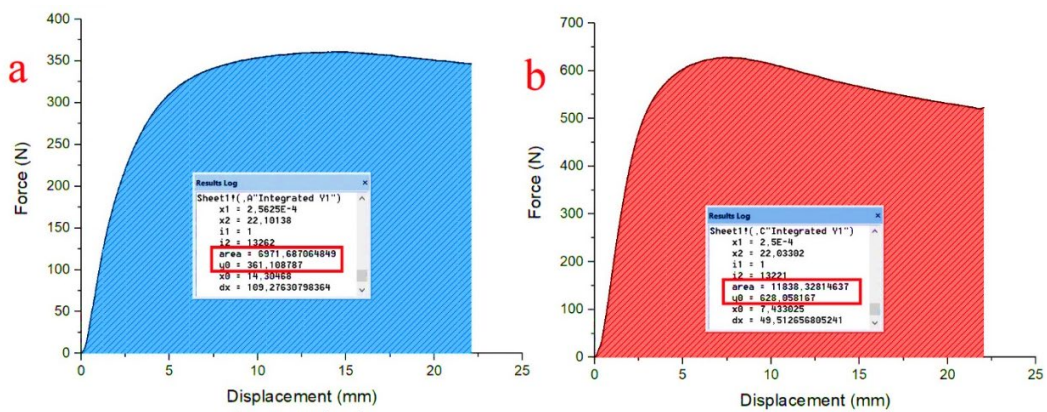 a
Force (N)
400
350
300
250
200
150
100
50
0
Results Log ×
Sheet1!(,A"Integrated Y1")
x1 = 2,5625E-4
x2 = 22,10138
i1 = 1
i2 = 13262
area = 6971,687064849
y0 = 361,108787
x0 = 14,30468
dx = 109,27630798364
0 5 10 15 20 25
Displacement (mm)
b
Force (N)
700
600
500
400
300
200
100
0
Results Log ×
Sheet1!(,C"Integrated Y1")
x1 = 2,5E-4
x2 = 22,03302
i1 = 1
i2 = 13221
area = 11838,32814637
y0 = 628,058167
x0 = 7,433025
dx = 49,512656805241
0 5 10 15 20 25
Displacement (mm)